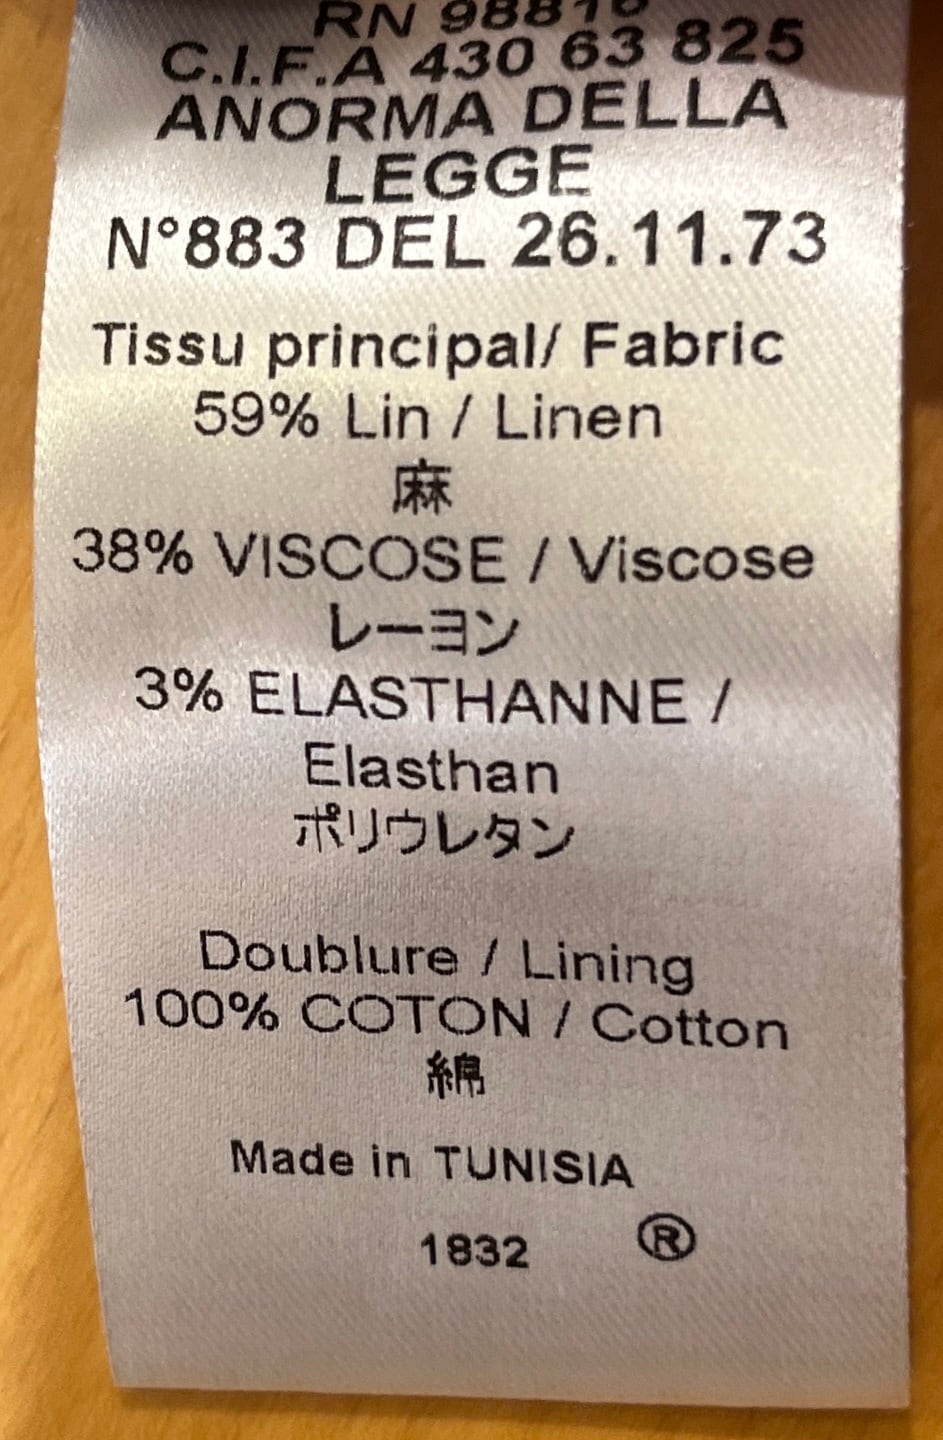 RN 98816
C.I.F.A 430 63 825
ANORMA DELLA
LEGGE
N°883 DEL 26.11.73
Tissu principal/ Fabric
59% Lin / Linen
麻
38% VISCOSE / Viscose
レーヨン
3% ELASTHANNE /
Elasthan
ポリウレタン
Doublure / Lining
100% COTON / Cotton
綿
Made in TUNISIA
1832 ®